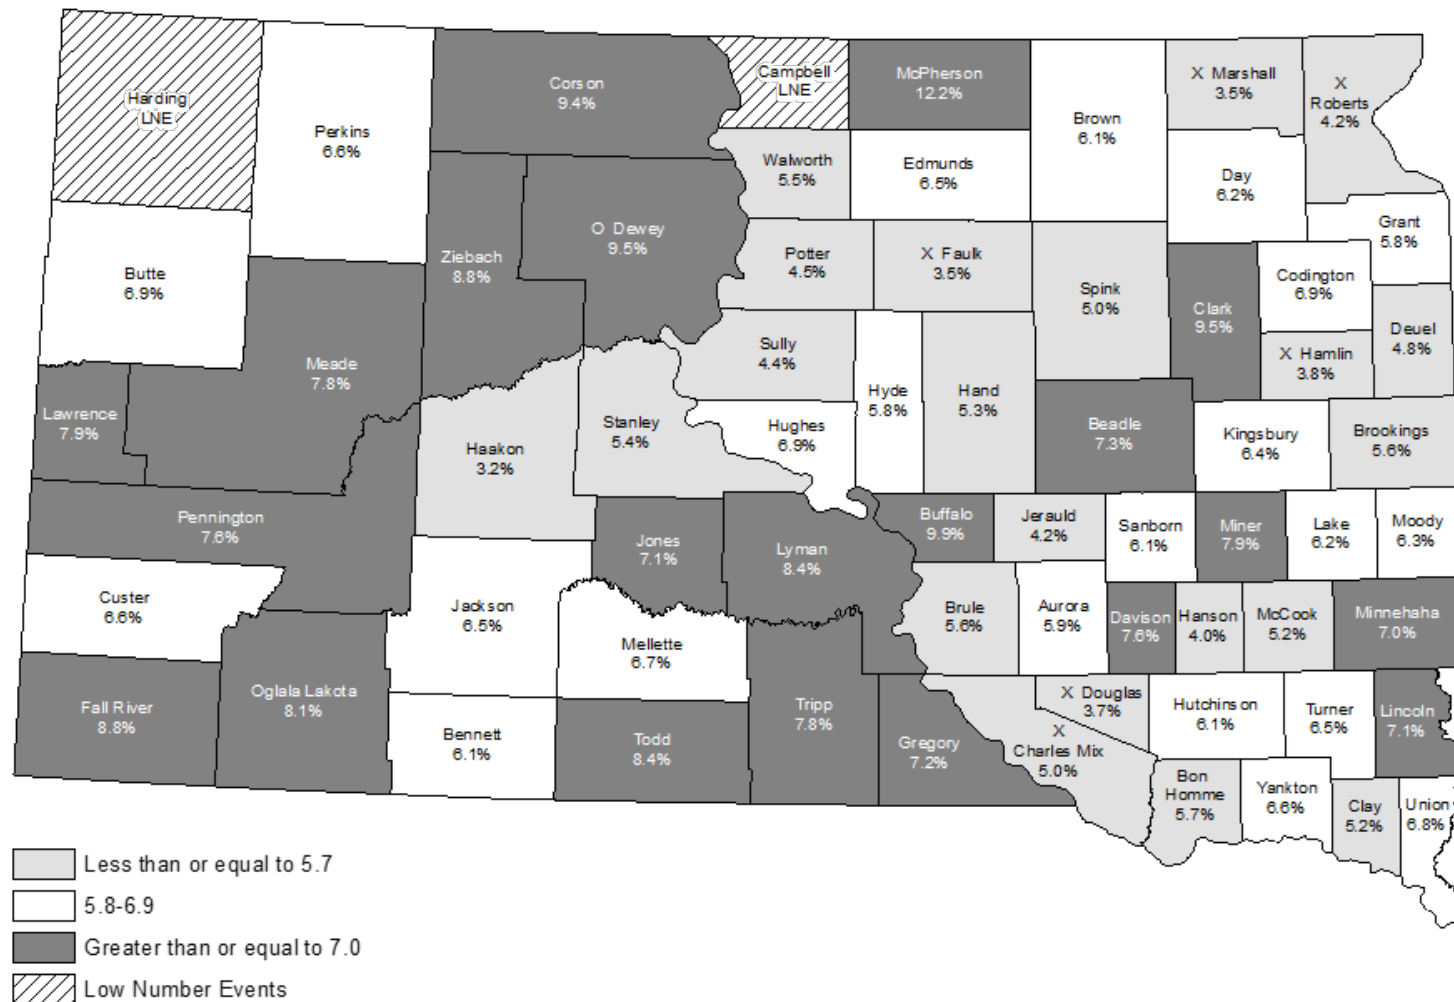 Harding
LNE
Perkins
6.6%
Corson
9.4%
Campbell
LNE
McPherson
12.2%
Brown
6.1%
X Marshall
3.5%
X
Roberts
4.2%
Walworth
5.5%
Edmunds
6.5%
Day
6.2%
Grant
5.8%
Butte
6.9%
Ziebach
8.8%
O Dewey
9.5%
Potter
4.5%
X Faulk
3.5%
Spink
5.0%
Clark
9.5%
Codington
6.9%
Deuel
4.8%
X Hamlin
3.8%
Meade
7.8%
Lawrence
7.9%
Sully
4.4%
Hyde
5.8%
Hand
5.3%
Haakon
3.2%
Stanley
5.4%
Hughes
6.9%
Beadle
7.3%
Kingsbury
6.4%
Brookings
5.6%
Pennington
7.6%
Jones
7.1%
Lyman
8.4%
Buffalo
9.9%
Jerauld
4.2%
Sanborn
6.1%
Miner
7.9%
Lake
6.2%
Moody
6.3%
Custer
6.6%
Jackson
6.5%
Mellette
6.7%
Brule
5.6%
Aurora
5.9%
Davison
7.6%
Hanson
4.0%
McCook
5.2%
Minnehaha
7.0%
Fall River
8.8%
Oglala Lakota
8.1%
Bennett
6.1%
Todd
8.4%
Tripp
7.8%
Gregory
7.2%
X
Charles Mix
5.0%
X Douglas
3.7%
Hutchinson
6.1%
Turner
6.5%
Lincoln
7.1%
Bon
Homme
5.7%
Yankton
6.6%
Clay
5.2%
Union
6.8%
Less than or equal to 5.7
5.8-6.9
Greater than or equal to 7.0
Low Number Events